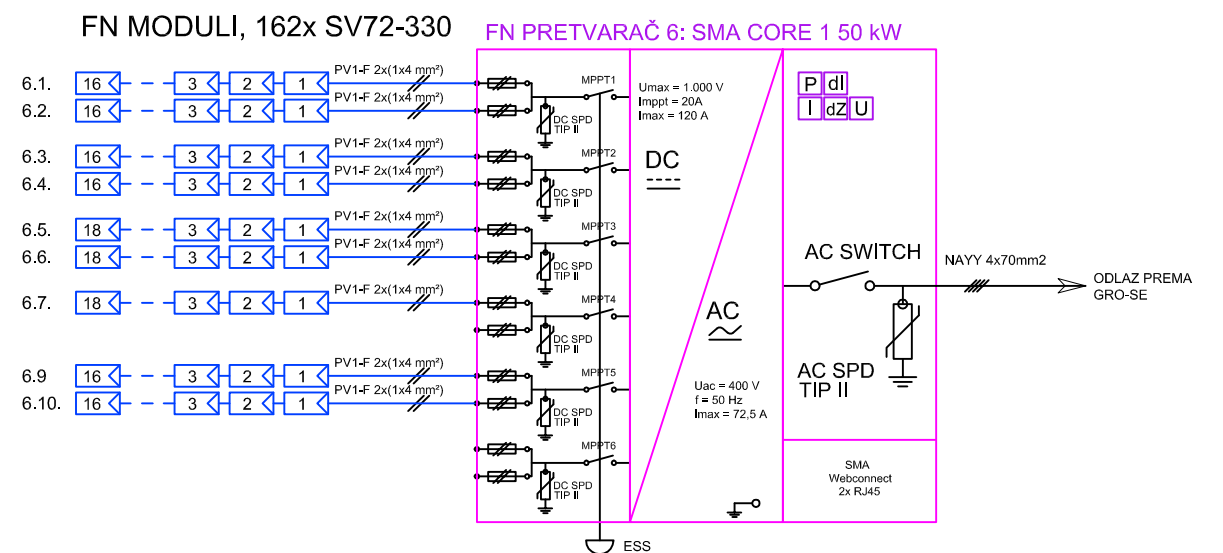 FN MODULI, 162x SV72-330
FN PRETVARAČ 6: SMA CORE 1 50 kW
6.1. 16 3 2 1 PV1-F 2x(1x4 mm²)
6.2. 16 3 2 1 PV1-F 2x(1x4 mm²)
MPPT1
DC SPD
TIP II
6.3. 16 3 2 1 PV1-F 2x(1x4 mm²)
6.4. 16 3 2 1 PV1-F 2x(1x4 mm²)
MPPT2
DC SPD
TIP II
6.5. 18 3 2 1 PV1-F 2x(1x4 mm²)
6.6. 18 3 2 1 PV1-F 2x(1x4 mm²)
MPPT3
DC SPD
TIP II
6.7. 18 3 2 1 PV1-F 2x(1x4 mm²)
MPPT4
DC SPD
TIP II
6.9 16 3 2 1 PV1-F 2x(1x4 mm²)
6.10. 16 3 2 1 PV1-F 2x(1x4 mm²)
MPPT5
DC SPD
TIP II
MPPT6
DC SPD
TIP II
ESS
Umax = 1.000 V
Imppt = 20A
Imax = 120 A
DC
AC
Uac = 400 V
f = 50 Hz
Imax = 72,5 A
P dI
I dZ U
AC SWITCH
AC SPD
TIP II
SMA
Webconnect
2x RJ45
NAYY 4x70mm2
ODLAZ PREMA
GRO-SE